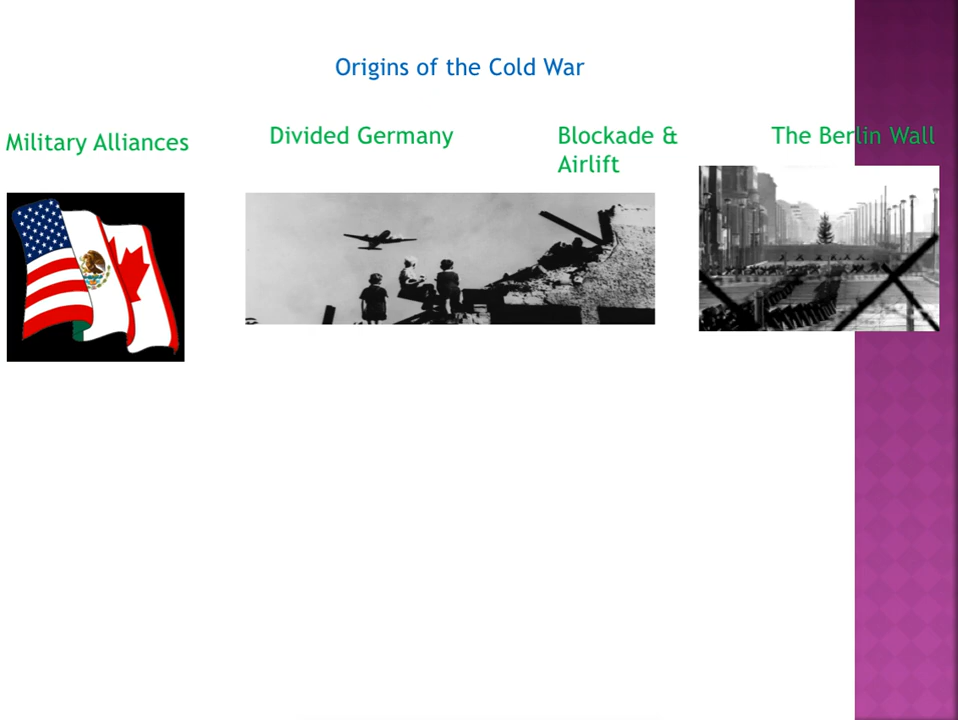 Origins of the Cold War
Military Alliances
Divided Germany
Blockade &
Airlift
The Berlin Wall